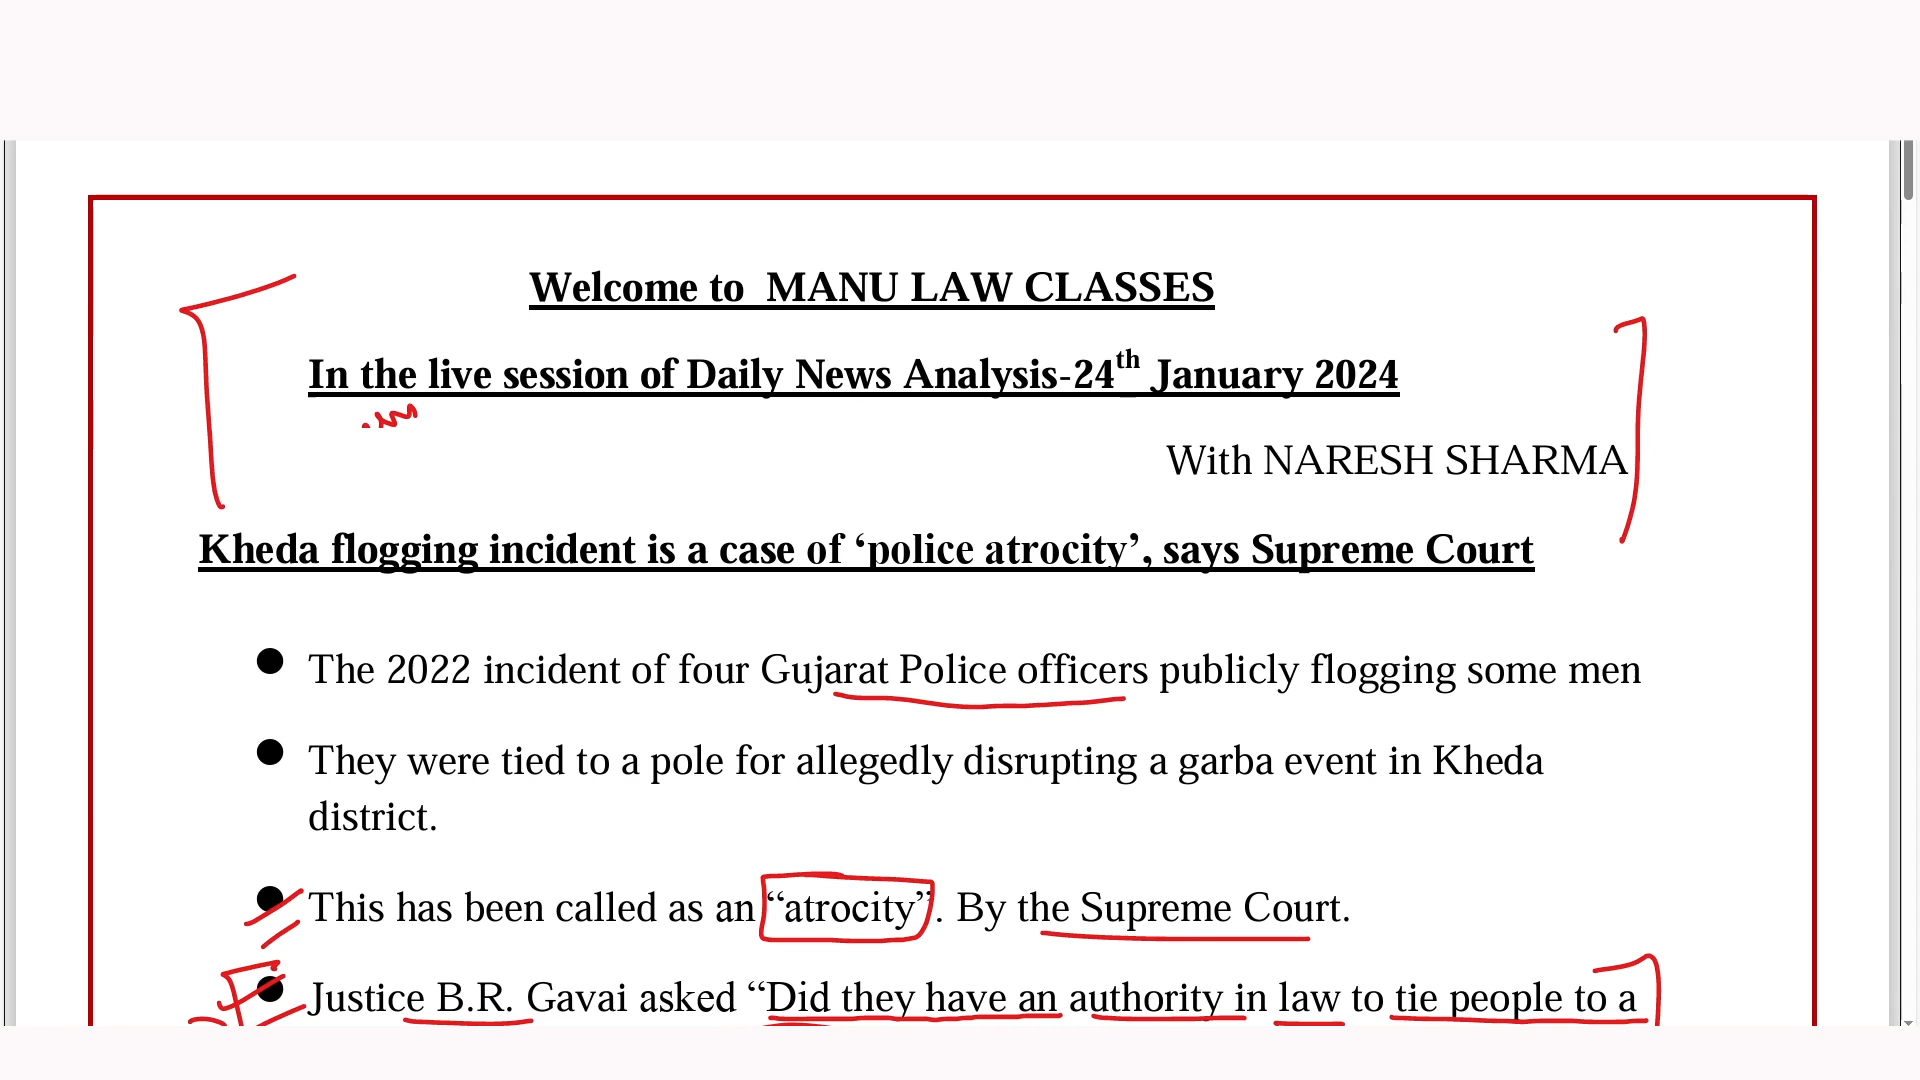 Welcome to  MANU LAW CLASSES
In the live session of Daily News Analysis-24th January 2024
With NARESH SHARMA
Kheda flogging incident is a case of ‘police atrocity’, says Supreme Court
● The 2022 incident of four Gujarat Police officers publicly flogging some men
● They were tied to a pole for allegedly disrupting a garba event in Kheda
district.
● This has been called as an “atrocity”. By the Supreme Court.
● Justice B.R. Gavai asked “Did they have an authority in law to tie people to a